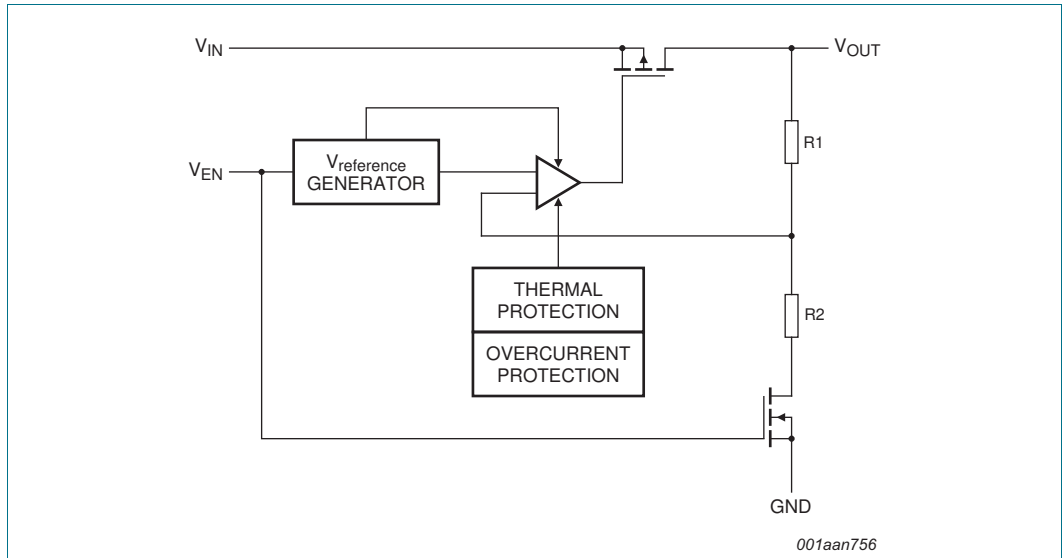 VIN
VOUT
R1
VEN
Vreference
GENERATOR
THERMAL
PROTECTION
R2
OVERCURRENT
PROTECTION
GND
001aan756